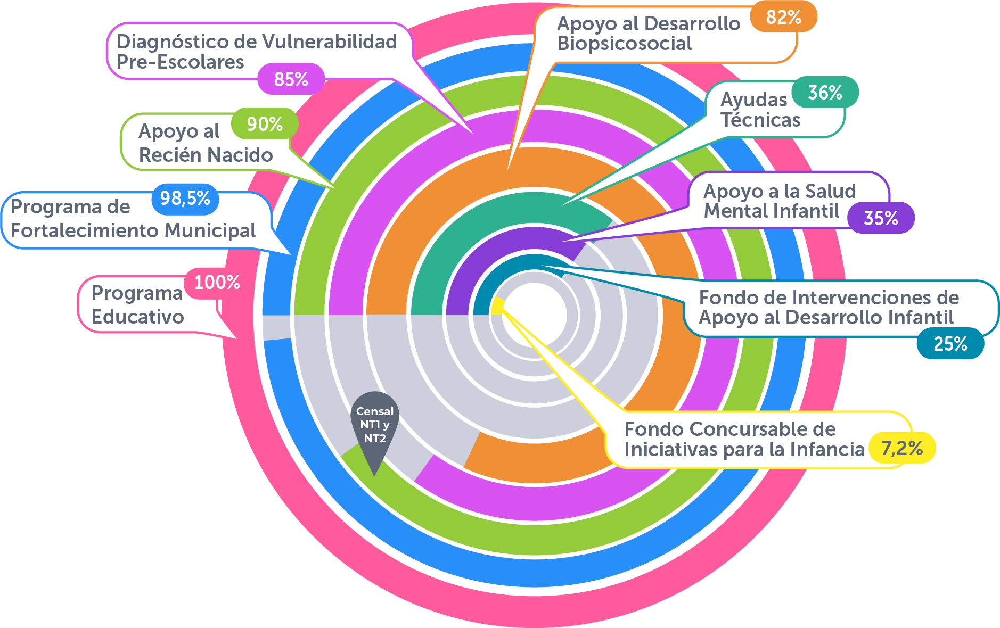 Apoyo al Desarrollo
Biopsicosocial
82%
Diagnóstico de Vulnerabilidad
Pre-Escolares
85%
Ayudas
Técnicas
36%
Apoyo al
Recién Nacido
90%
Apoyo a la Salud
Mental Infantil
35%
Programa de
Fortalecimiento Municipal
98,5%
Programa
Educativo
100%
Fondo de Intervenciones de
Apoyo al Desarrollo Infantil
25%
Censal
NT1 y
NT2
Fondo Concursable de
Iniciativas para la Infancia
7,2%